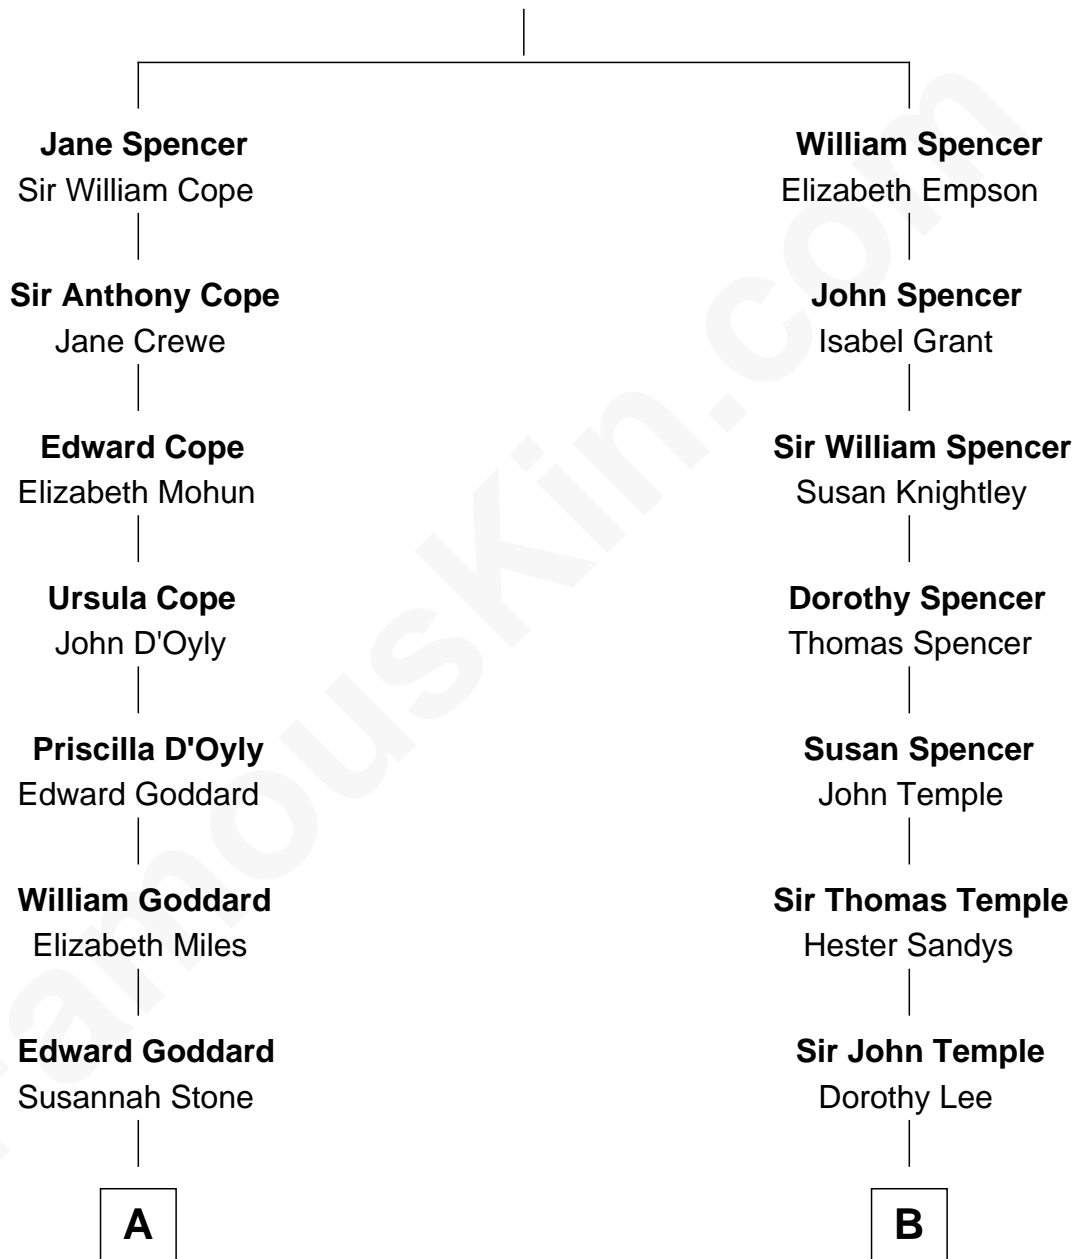 Jane Spencer
Sir William Cope
Sir Anthony Cope
Jane Crewe
Edward Cope
Elizabeth Mohun
Ursula Cope
John D'Oyly
Priscilla D'Oyly
Edward Goddard
William Goddard
Elizabeth Miles
Edward Goddard
Susannah Stone
A
William Spencer
Elizabeth Empson
John Spencer
Isabel Grant
Sir William Spencer
Susan Knightley
Dorothy Spencer
Thomas Spencer
Susan Spencer
John Temple
Sir Thomas Temple
Hester Sandys
Sir John Temple
Dorothy Lee
B
FamousKin.com